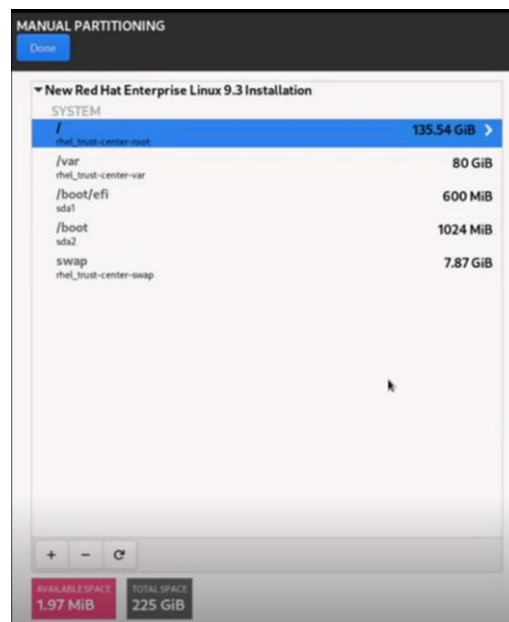 MANUAL PARTITIONING
Done
New Red Hat Enterprise Linux 9.3 Installation
SYSTEM
/ 135.54 GiB
rhel_trust-center-root
/var 80 GiB
rhel_trust-center-var
/boot/efi 600 MiB
sda1
/boot 1024 MiB
sda2
swap 7.87 GiB
rhel_trust-center-swap
+ −
AVAILABLE SPACE TOTAL SPACE
1.97 MiB 225 GiB